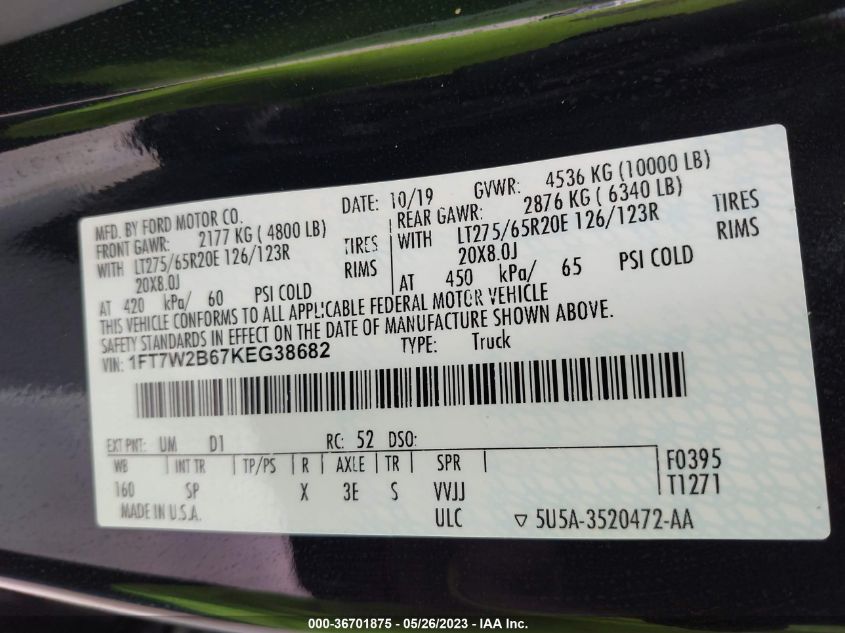 MFD. BY FORD MOTOR CO.
DATE: 10/19 GVWR: 4536 KG (10000 LB)
FRONT GAWR: 2177 KG ( 4800 LB)
REAR GAWR: 2876 KG ( 6340 LB)
WITH LT275/65R20E 126/123R TIRES
WITH LT275/65R20E 126/123R TIRES
20X8.0J RIMS
20X8.0J RIMS
AT 420 kPa/ 60 PSI COLD
AT 450 kPa/ 65 PSI COLD
THIS VEHICLE CONFORMS TO ALL APPLICABLE FEDERAL MOTOR VEHICLE
SAFETY STANDARDS IN EFFECT ON THE DATE OF MANUFACTURE SHOWN ABOVE.
VIN: 1FT7W2B67KEG38682 TYPE: Truck
EXT PNT: UM D1 RC: 52 DSO:
WB INT TR TP/PS R AXLE TR SPR F0395
160 SP X 3E S VVJJ T1271
MADE IN U.S.A. ULC ▽ 5U5A-3520472-AA
000-36701875 - 05/26/2023 - IAA Inc.